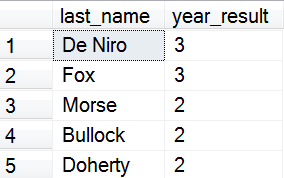 last_name year_result
1 De Niro 3
2 Fox 3
3 Morse 2
4 Bullock 2
5 Doherty 2